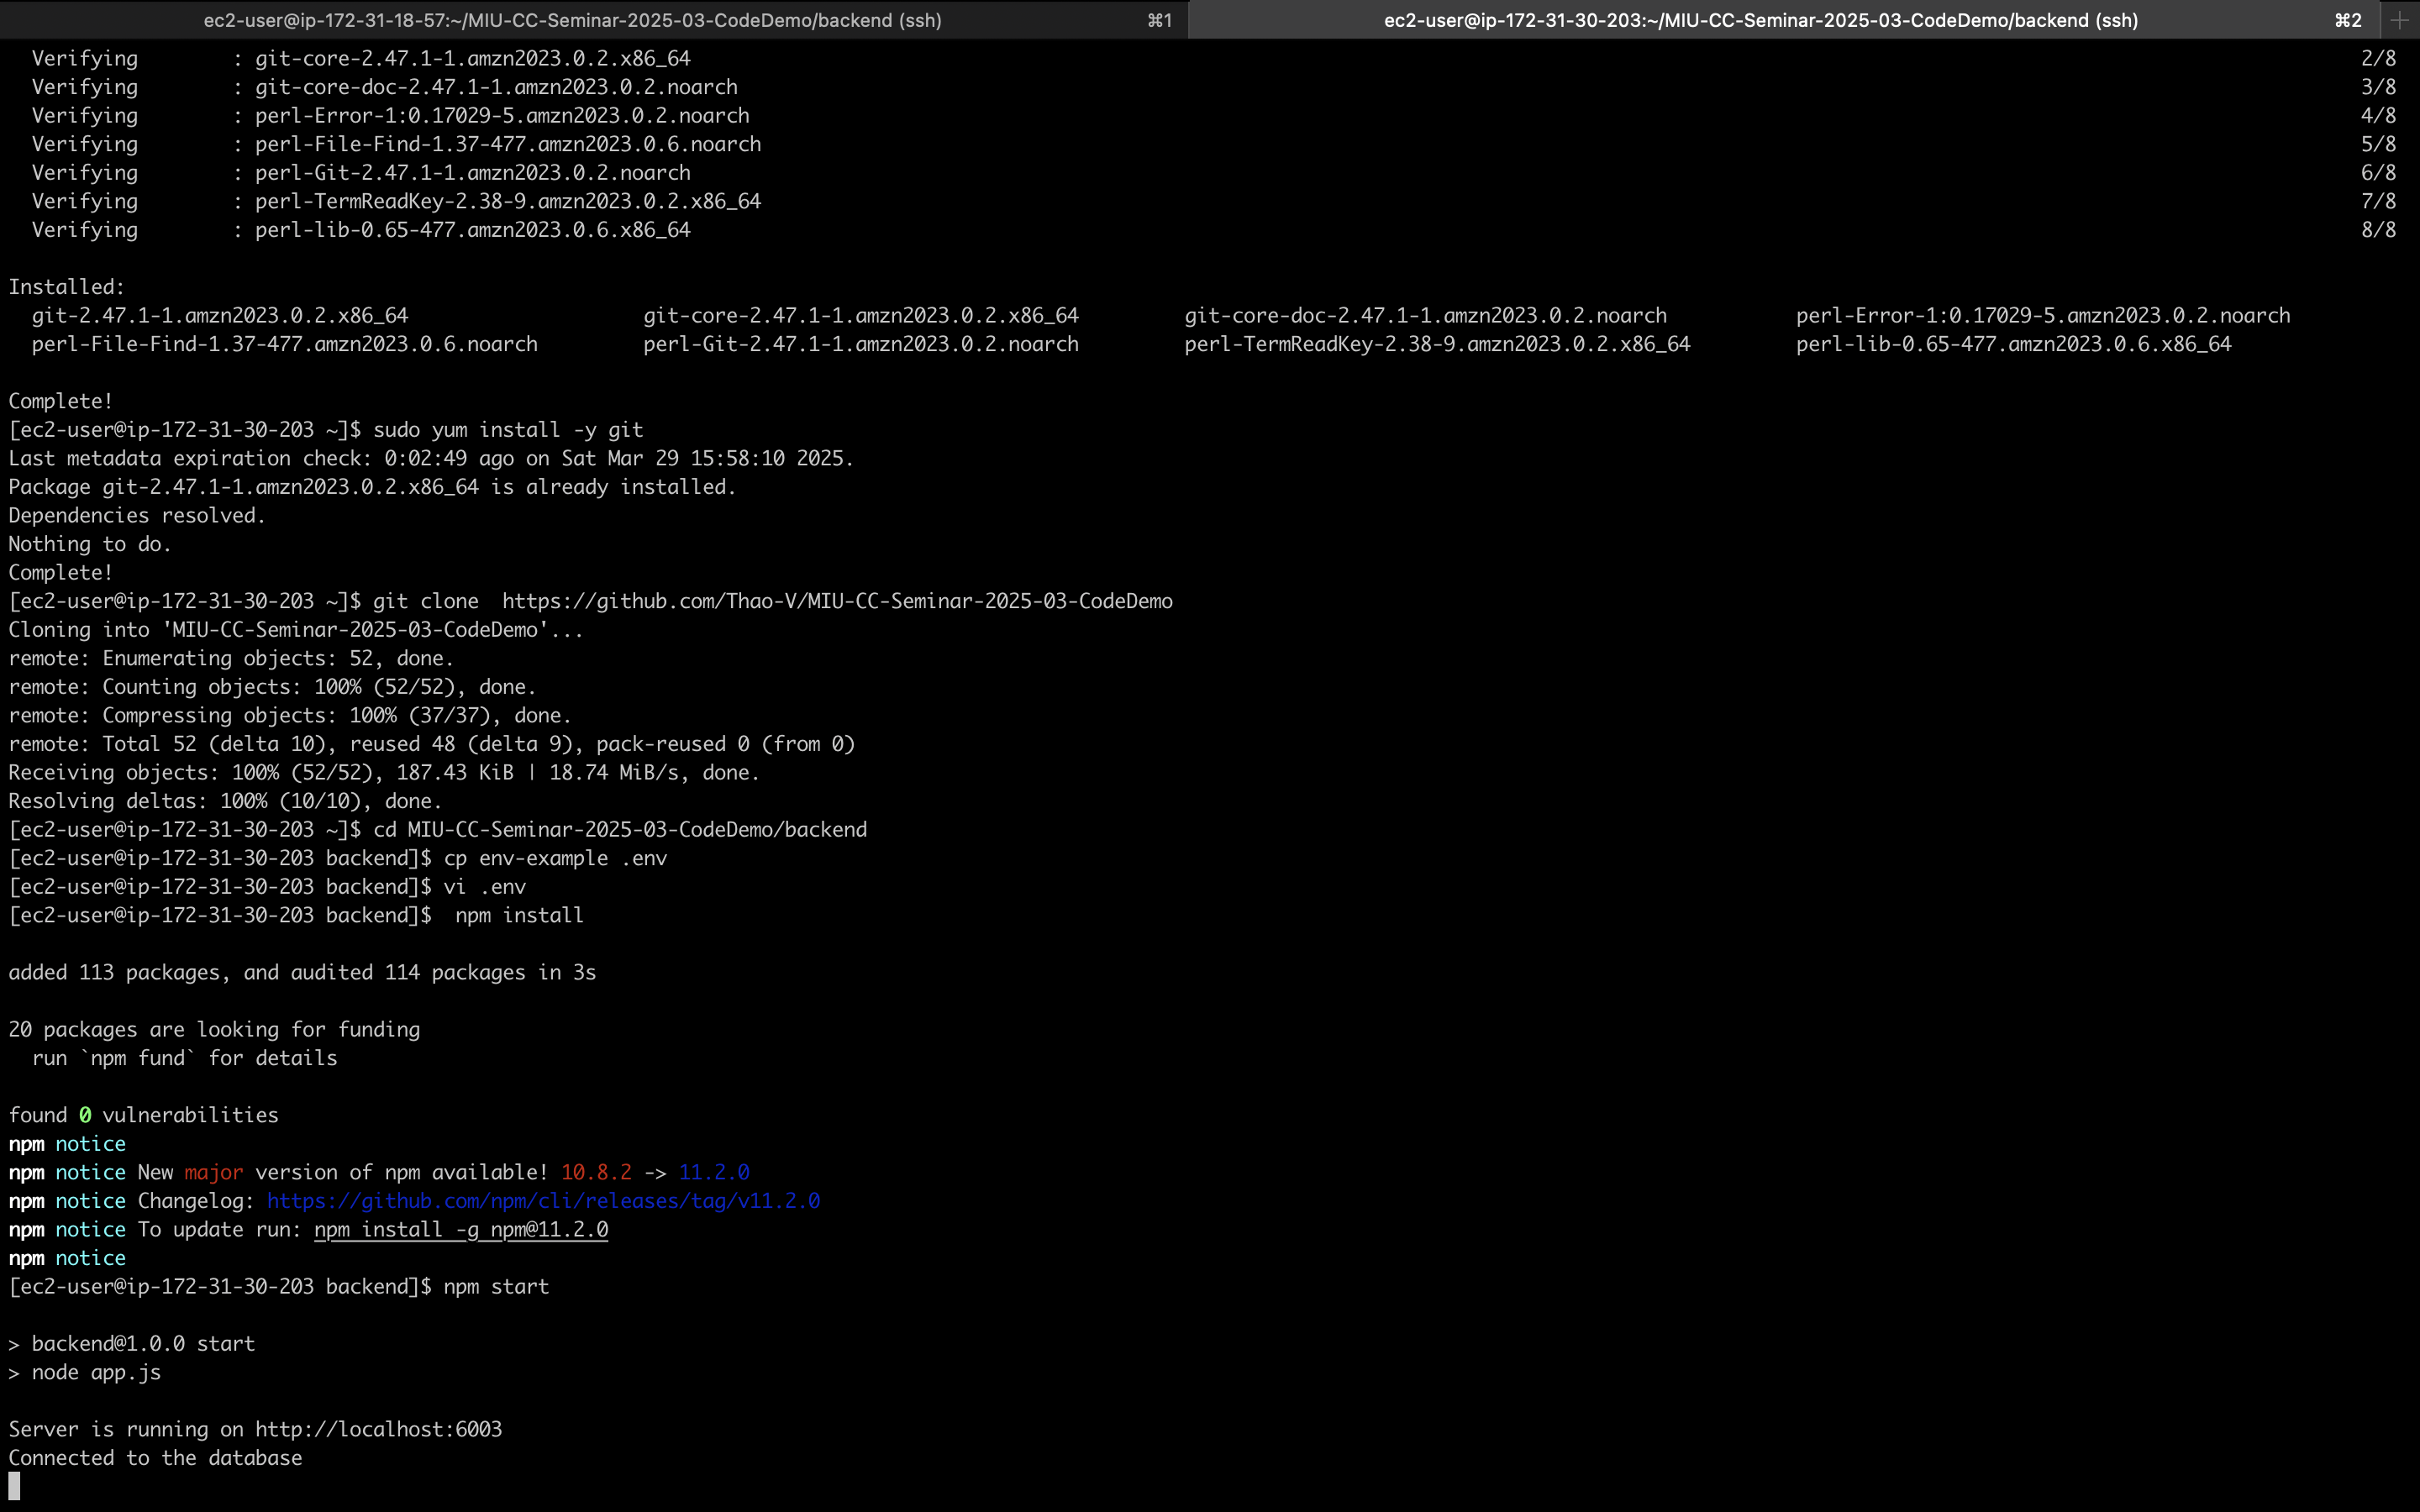 ec2-user@ip-172-31-18-57:~/MIU-CC-Seminar-2025-03-CodeDemo/backend (ssh) ⌘1 ec2-user@ip-172-31-30-203:~/MIU-CC-Seminar-2025-03-CodeDemo/backend (ssh) ⌘2 +
  Verifying        : git-core-2.47.1-1.amzn2023.0.2.x86_64 2/8
  Verifying        : git-core-doc-2.47.1-1.amzn2023.0.2.noarch 3/8
  Verifying        : perl-Error-1:0.17029-5.amzn2023.0.2.noarch 4/8
  Verifying        : perl-File-Find-1.37-477.amzn2023.0.6.noarch 5/8
  Verifying        : perl-Git-2.47.1-1.amzn2023.0.2.noarch 6/8
  Verifying        : perl-TermReadKey-2.38-9.amzn2023.0.2.x86_64 7/8
  Verifying        : perl-lib-0.65-477.amzn2023.0.6.x86_64 8/8

Installed:
  git-2.47.1-1.amzn2023.0.2.x86_64 git-core-2.47.1-1.amzn2023.0.2.x86_64 git-core-doc-2.47.1-1.amzn2023.0.2.noarch perl-Error-1:0.17029-5.amzn2023.0.2.noarch
  perl-File-Find-1.37-477.amzn2023.0.6.noarch perl-Git-2.47.1-1.amzn2023.0.2.noarch perl-TermReadKey-2.38-9.amzn2023.0.2.x86_64 perl-lib-0.65-477.amzn2023.0.6.x86_64

Complete!
[ec2-user@ip-172-31-30-203 ~]$ sudo yum install -y git
Last metadata expiration check: 0:02:49 ago on Sat Mar 29 15:58:10 2025.
Package git-2.47.1-1.amzn2023.0.2.x86_64 is already installed.
Dependencies resolved.
Nothing to do.
Complete!
[ec2-user@ip-172-31-30-203 ~]$ git clone  https://github.com/Thao-V/MIU-CC-Seminar-2025-03-CodeDemo
Cloning into 'MIU-CC-Seminar-2025-03-CodeDemo'...
remote: Enumerating objects: 52, done.
remote: Counting objects: 100% (52/52), done.
remote: Compressing objects: 100% (37/37), done.
remote: Total 52 (delta 10), reused 48 (delta 9), pack-reused 0 (from 0)
Receiving objects: 100% (52/52), 187.43 KiB | 18.74 MiB/s, done.
Resolving deltas: 100% (10/10), done.
[ec2-user@ip-172-31-30-203 ~]$ cd MIU-CC-Seminar-2025-03-CodeDemo/backend
[ec2-user@ip-172-31-30-203 backend]$ cp env-example .env
[ec2-user@ip-172-31-30-203 backend]$ vi .env
[ec2-user@ip-172-31-30-203 backend]$  npm install

added 113 packages, and audited 114 packages in 3s

20 packages are looking for funding
  run `npm fund` for details

found 0 vulnerabilities
npm notice
npm notice New major version of npm available! 10.8.2 -> 11.2.0
npm notice Changelog: https://github.com/npm/cli/releases/tag/v11.2.0
npm notice To update run: npm install -g npm@11.2.0
npm notice
[ec2-user@ip-172-31-30-203 backend]$ npm start

> backend@1.0.0 start
> node app.js

Server is running on http://localhost:6003
Connected to the database